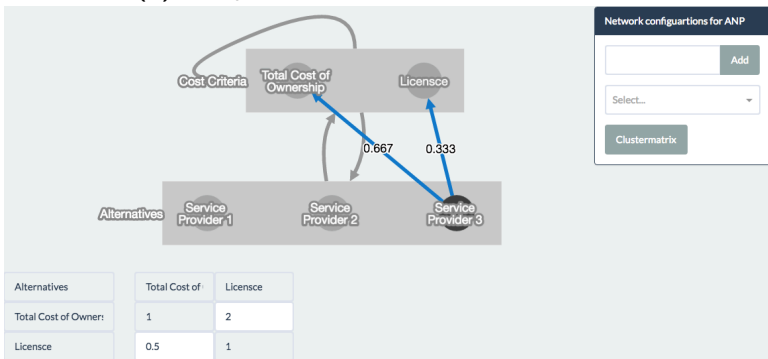 Network configuartions for ANP
Add
Select...
Clustermatrix
Cost Criteria
Total Cost of
Ownership
Licensce
0.667
0.333
Alternatives
Service
Provider 1
Service
Provider 2
Service
Provider 3
Alternatives
Total Cost of
Licensce
Total Cost of Owner
1
2
Licensce
0.5
1